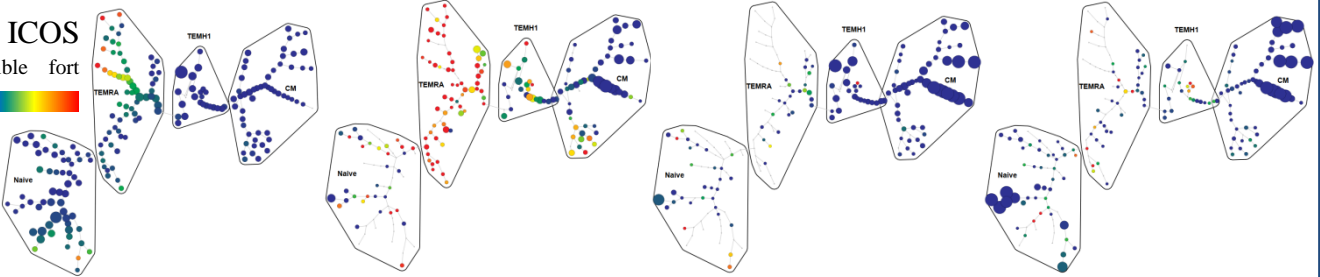 ICOS
ble fort
TEMH1
TEMRA
CM
Naive
TEMH1
TEMRA
CM
Naive
TEMH1
TEMRA
CM
Naive
TEMH1
TEMRA
CM
Naive